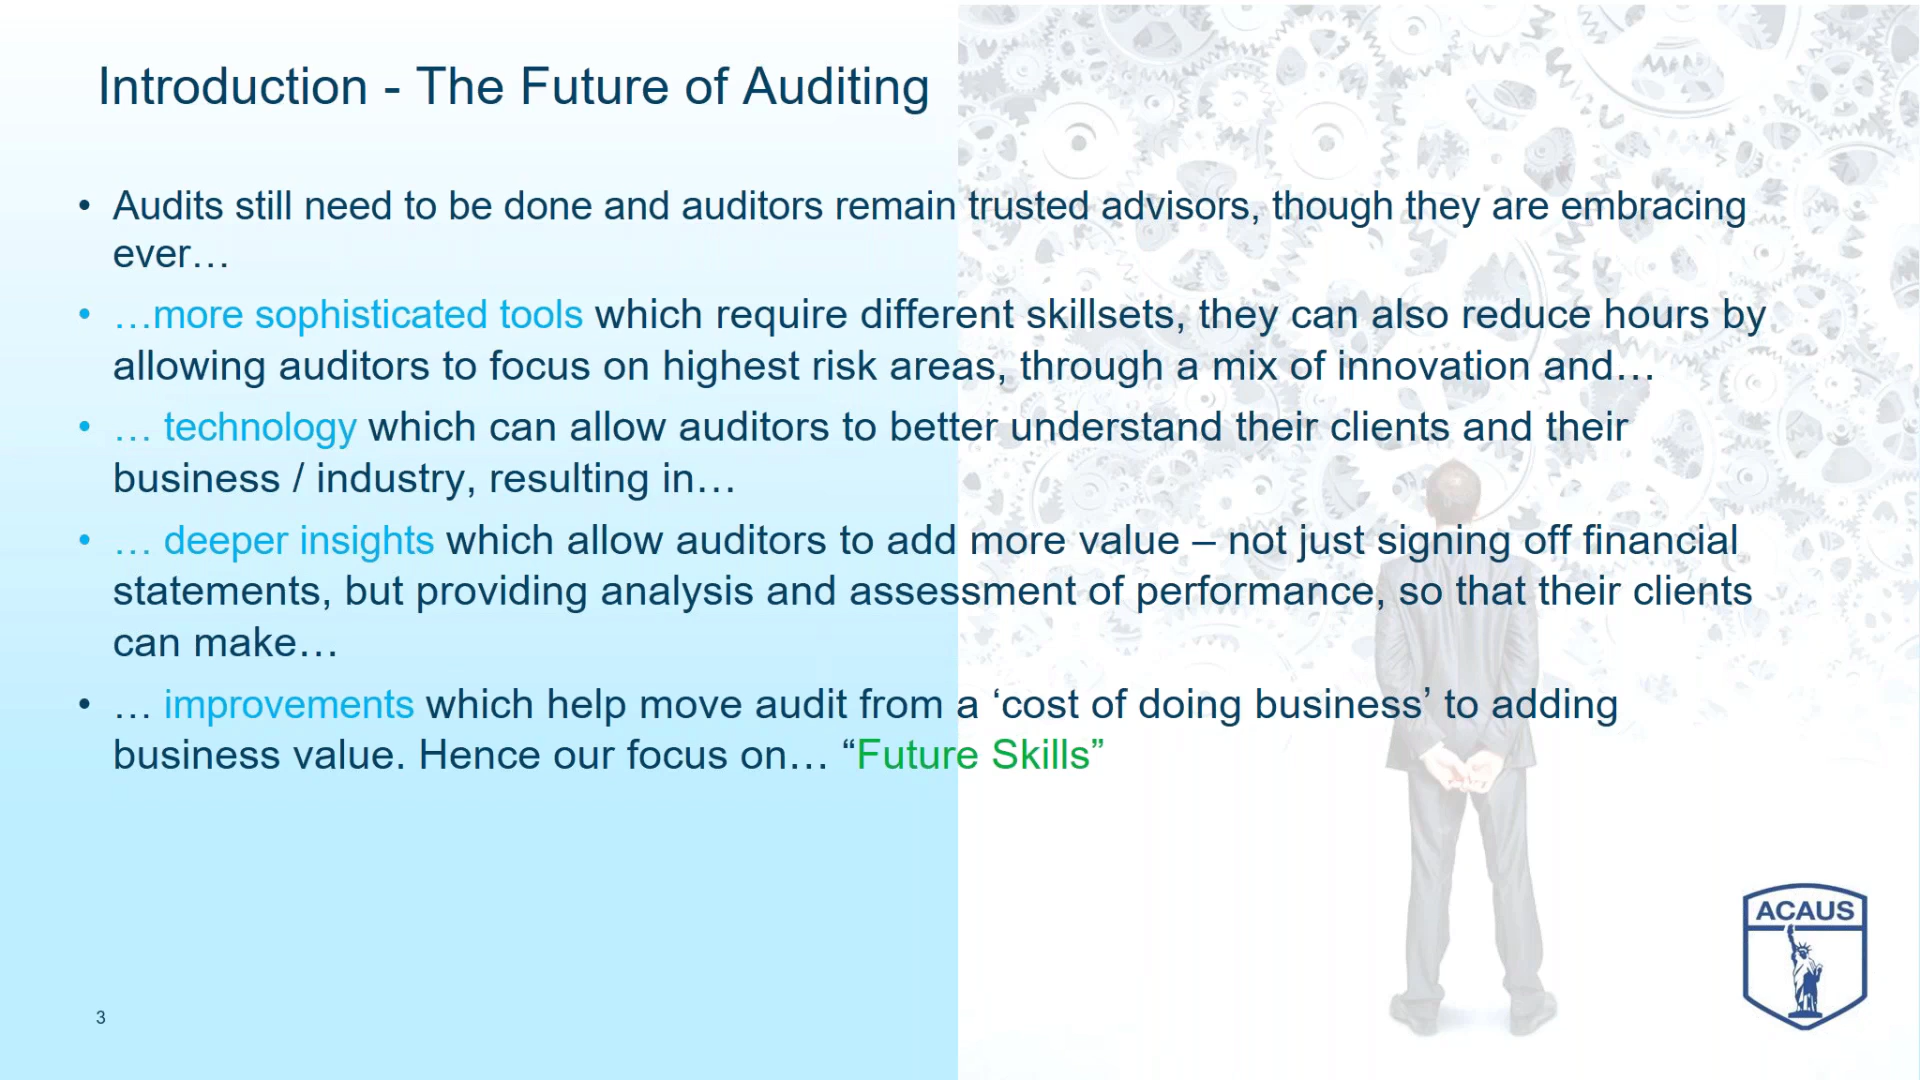 Introduction - The Future of Auditing
• Audits still need to be done and auditors remain trusted advisors, though they are embracing
ever…
• …more sophisticated tools which require different skillsets, they can also reduce hours by
allowing auditors to focus on highest risk areas, through a mix of innovation and…
• … technology which can allow auditors to better understand their clients and their
business / industry, resulting in…
• … deeper insights which allow auditors to add more value – not just signing off financial
statements, but providing analysis and assessment of performance, so that their clients
can make…
• … improvements which help move audit from a ‘cost of doing business’ to adding
business value. Hence our focus on… “Future Skills”
ACAUS
3